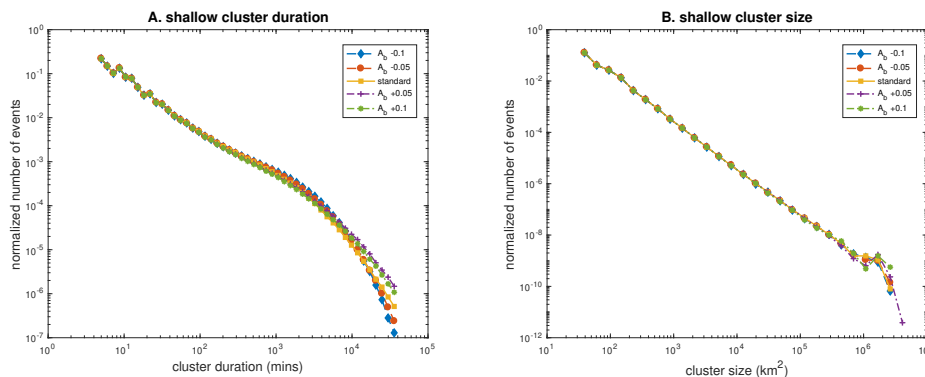 A. shallow cluster duration
normalized number of events
10^0
10^-1
10^-2
10^-3
10^-4
10^-5
10^-6
10^-7
10^0 10^1 10^2 10^3 10^4 10^5
cluster duration (mins)
A_b -0.1
A_b -0.05
standard
A_b +0.05
A_b +0.1
B. shallow cluster size
normalized number of events
10^0
10^-2
10^-4
10^-6
10^-8
10^-10
10^-12
10^1 10^2 10^3 10^4 10^5 10^6 10^7
cluster size (km^2)
A_b -0.1
A_b -0.05
standard
A_b +0.05
A_b +0.1